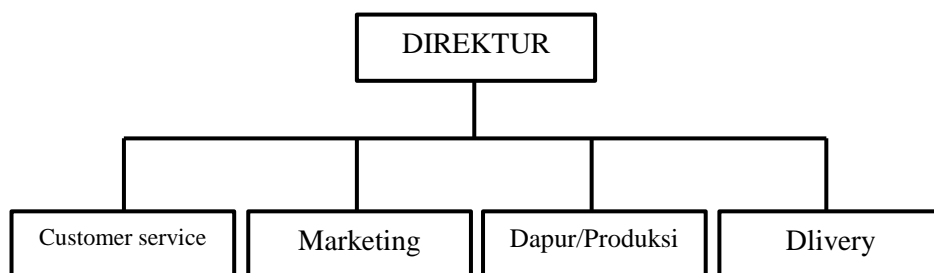 DIREKTUR
Customer service
Marketing
Dapur/Produksi
Dlivery